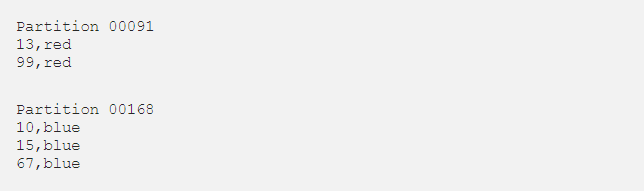 Partition 00091
13,red
99,red
Partition 00168
10,blue
15,blue
67,blue